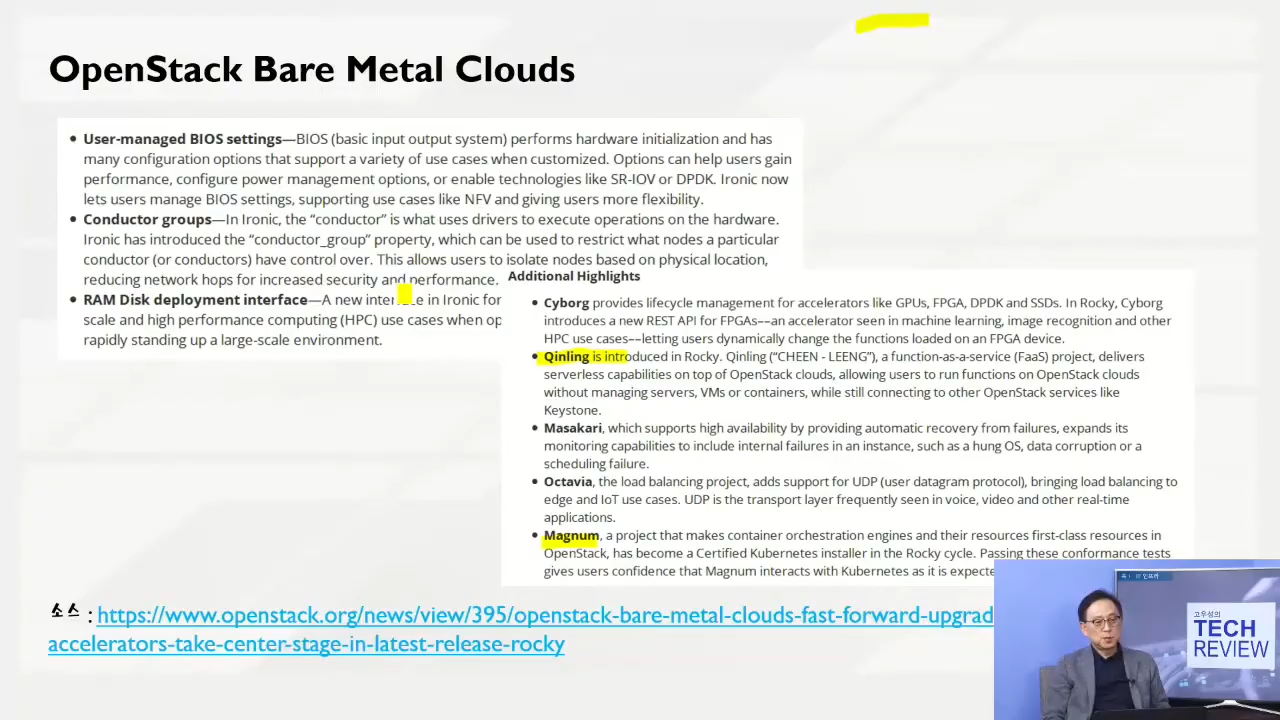 OpenStack Bare Metal Clouds
• User-managed BIOS settings—BIOS (basic input output system) performs hardware initialization and has
many configuration options that support a variety of use cases when customized. Options can help users gain
performance, configure power management options, or enable technologies like SR-IOV or DPDK. Ironic now
lets users manage BIOS settings, supporting use cases like NFV and giving users more flexibility.
• Conductor groups—In Ironic, the “conductor” is what uses drivers to execute operations on the hardware.
Ironic has introduced the “conductor_group” property, which can be used to restrict what nodes a particular
conductor (or conductors) have control over. This allows users to isolate nodes based on physical location,
reducing network hops for increased security and performance.
• RAM Disk deployment interface—A new in Ironic for
scale and high performance computing (HPC) use cases when
rapidly standing up a large-scale environment.
Additional Highlights
• Cyborg provides lifecycle management for accelerators like GPUs, FPGA, DPDK and SSDs. In Rocky, Cyborg
introduces a new REST API for FPGAs––an accelerator seen in machine learning, image recognition and other
HPC use cases––letting users dynamically change the functions loaded on an FPGA device.
• Qinling is introduced in Rocky. Qinling (“CHEEN - LEENG”), a function-as-a-service (FaaS) project, delivers
serverless capabilities on top of OpenStack clouds, allowing users to run functions on OpenStack clouds
without managing servers, VMs or containers, while still connecting to other OpenStack services like
Keystone.
• Masakari, which supports high availability by providing automatic recovery from failures, expands its
monitoring capabilities to include internal failures in an instance, such as a hung OS, data corruption or a
scheduling failure.
• Octavia, the load balancing project, adds support for UDP (user datagram protocol), bringing load balancing to
edge and IoT use cases. UDP is the transport layer frequently seen in voice, video and other real-time
applications.
• Magnum, a project that makes container orchestration engines and their resources first-class resources in
OpenStack, has become a Certified Kubernetes installer in the Rocky cycle. Passing these conformance tests
gives users confidence that Magnum interacts with Kubernetes as it is
소스 : https://www.openstack.org/news/view/395/openstack-bare-metal-clouds-fast-forward-upgrad
accelerators-take-center-stage-in-latest-release-rocky
고우성의
TECH
REVIEW